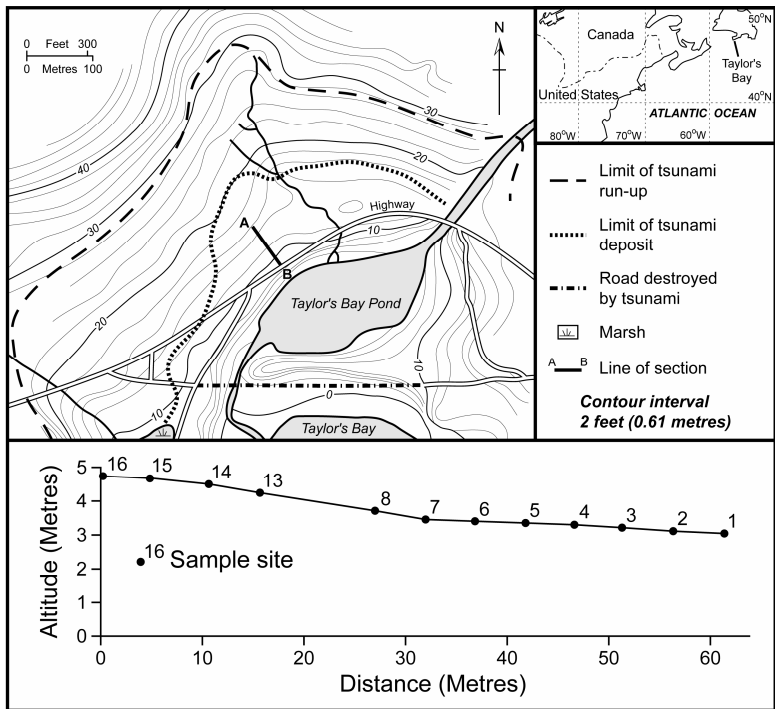 0 Feet 300
0 Metres 100
N
40
30
30
20
20
10
10
10
0
A
B
Highway
Taylor's Bay Pond
Taylor's Bay
Canada
United States
Taylor's
Bay
ATLANTIC OCEAN
50°N
40°N
80°W 70°W 60°W
Limit of tsunami
run-up
Limit of tsunami
deposit
Road destroyed
by tsunami
Marsh
A B Line of section
Contour interval
2 feet (0.61 metres)
Altitude (Metres)
5
4
3
2
1
0
16 15 14 13 8 7 6 5 4 3 2 1
16 Sample site
0 10 20 30 40 50 60
Distance (Metres)